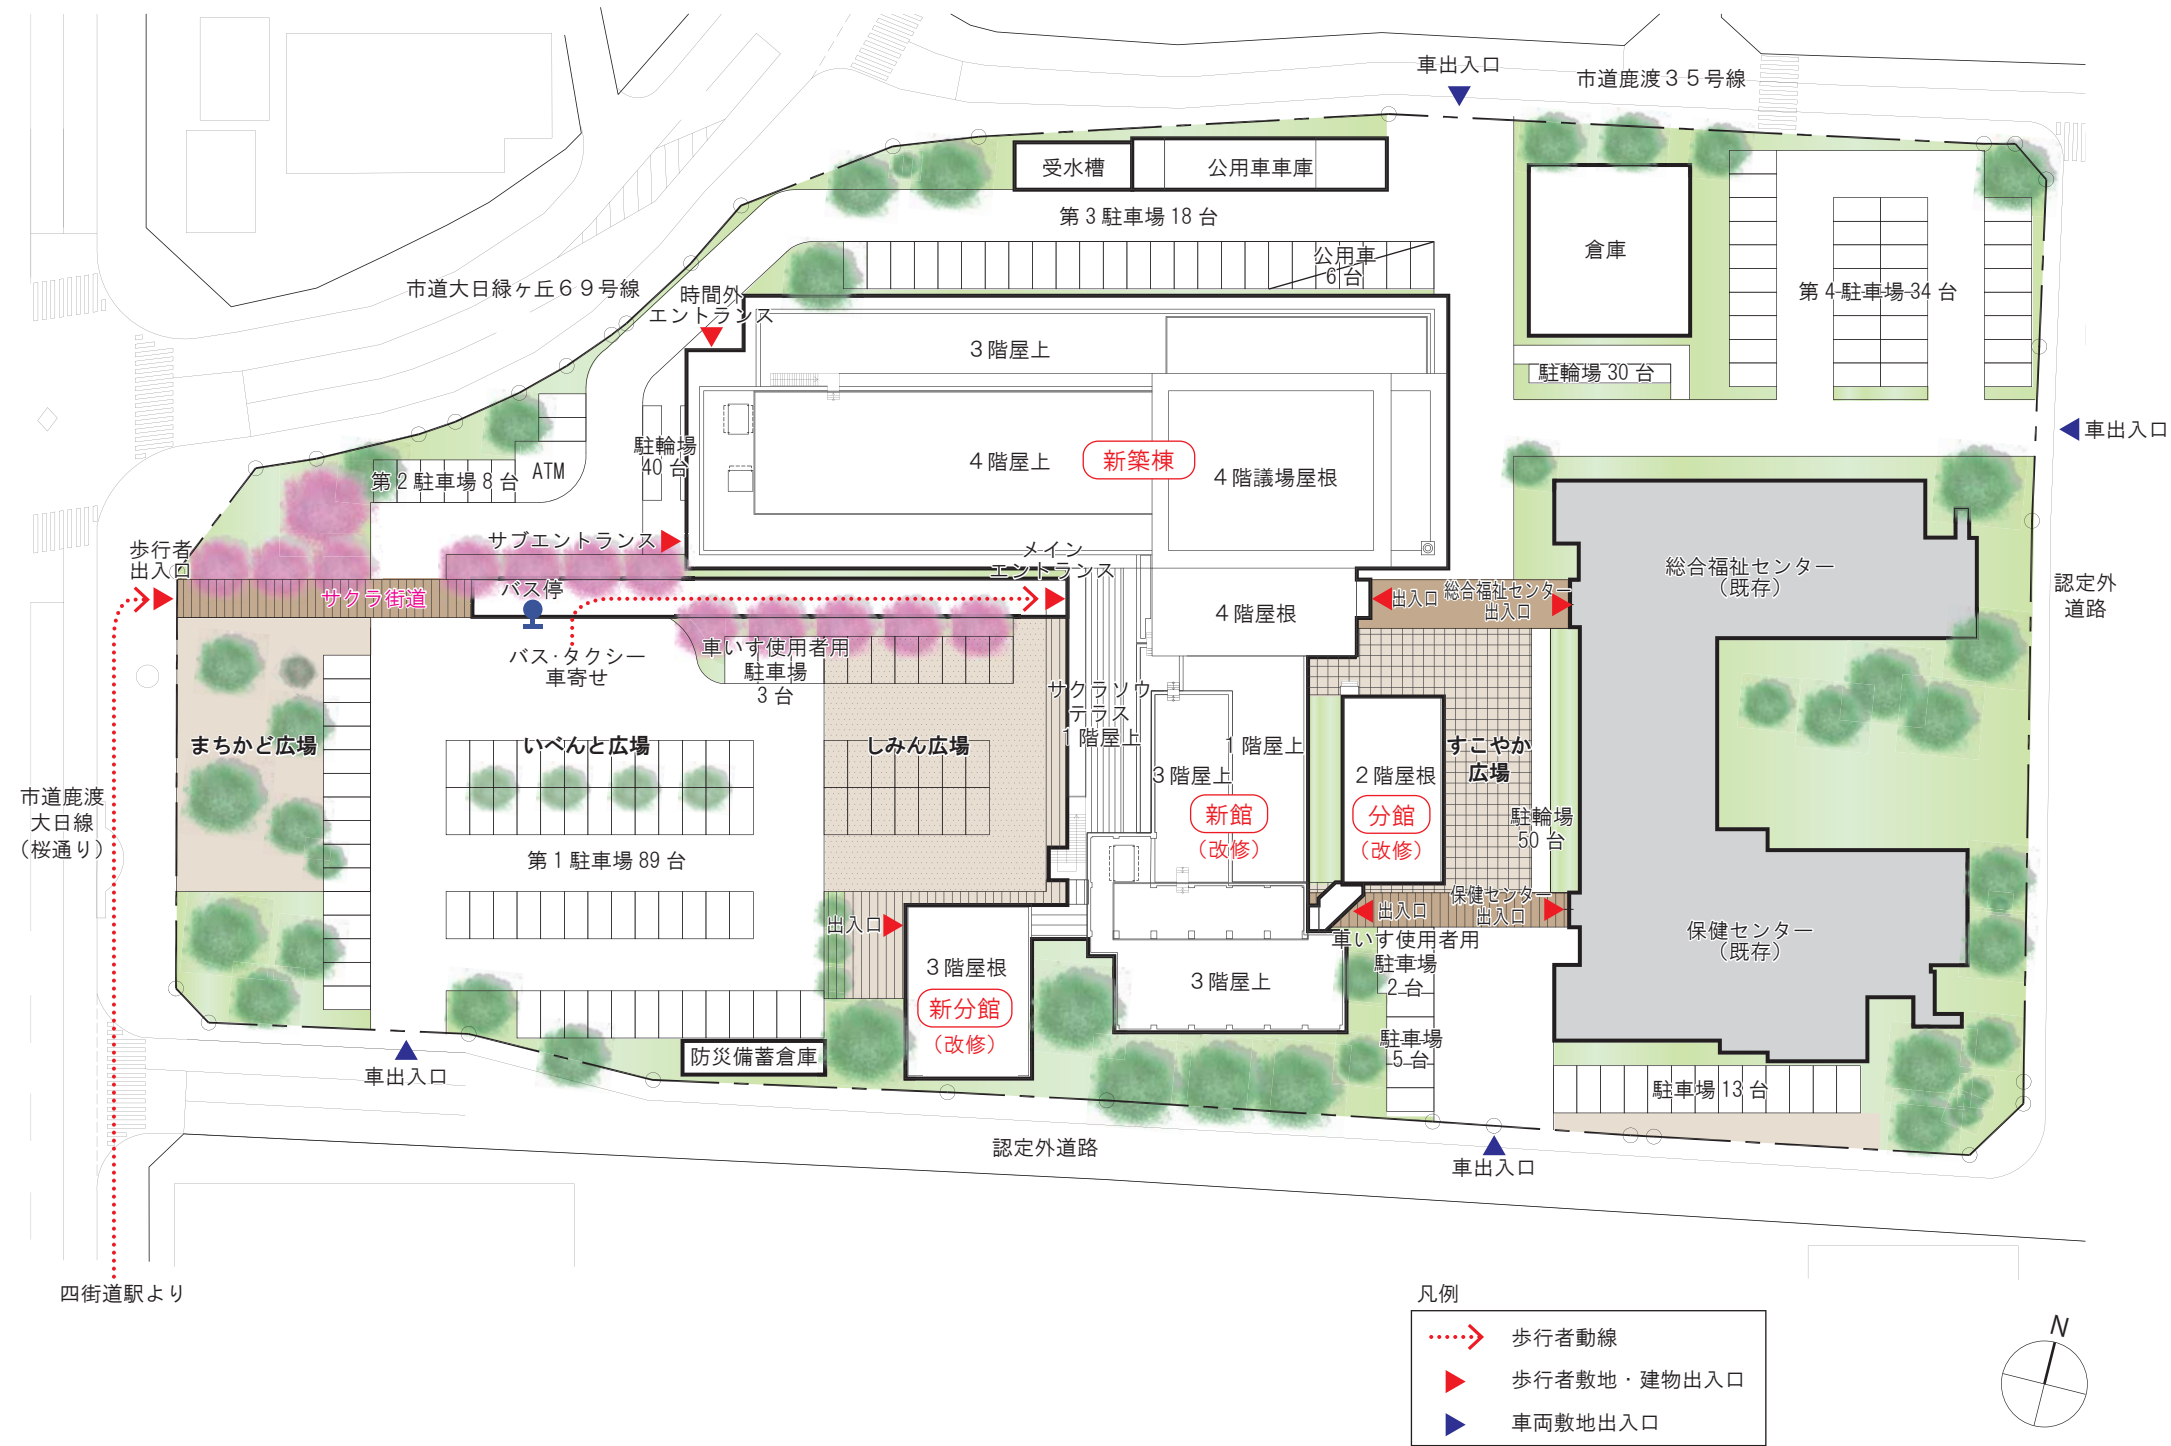 車出入口
市道鹿渡３５号線
受水槽
公用車車庫
第3駐車場18台
公用車
6台
倉庫
第4駐車場34台
駐輪場30台
市道大日緑ヶ丘６９号線
時間外
エントランス
３階屋上
車出入口
駐輪場
40台
４階屋上
新築棟
４階議場屋根
第2駐車場8台
ATM
サブエントランス
メイン
エントランス
歩行者
出入口
バス停
サクラ街道
４階屋根
出入口
総合福祉センター
出入口
総合福祉センター
（既存）
認定外
道路
バス・タクシー
車寄せ
車いす使用者用
駐車場
3台
サクラソウ
テラス
1階屋上
まちかど広場
いべんと広場
しみん広場
１階屋上
３階屋上
新館
（改修）
２階屋根
分館
（改修）
すこやか
広場
駐輪場
50台
市道鹿渡
大日線
（桜通り）
第1駐車場89台
出入口
出入口
保健センター
出入口
保健センター
（既存）
車いす使用者用
駐車場
2台
３階屋根
新分館
（改修）
３階屋上
駐車場
5台
防災備蓄倉庫
車出入口
駐車場13台
認定外道路
車出入口
四街道駅より
凡例
歩行者動線
歩行者敷地・建物出入口
車両敷地出入口
N